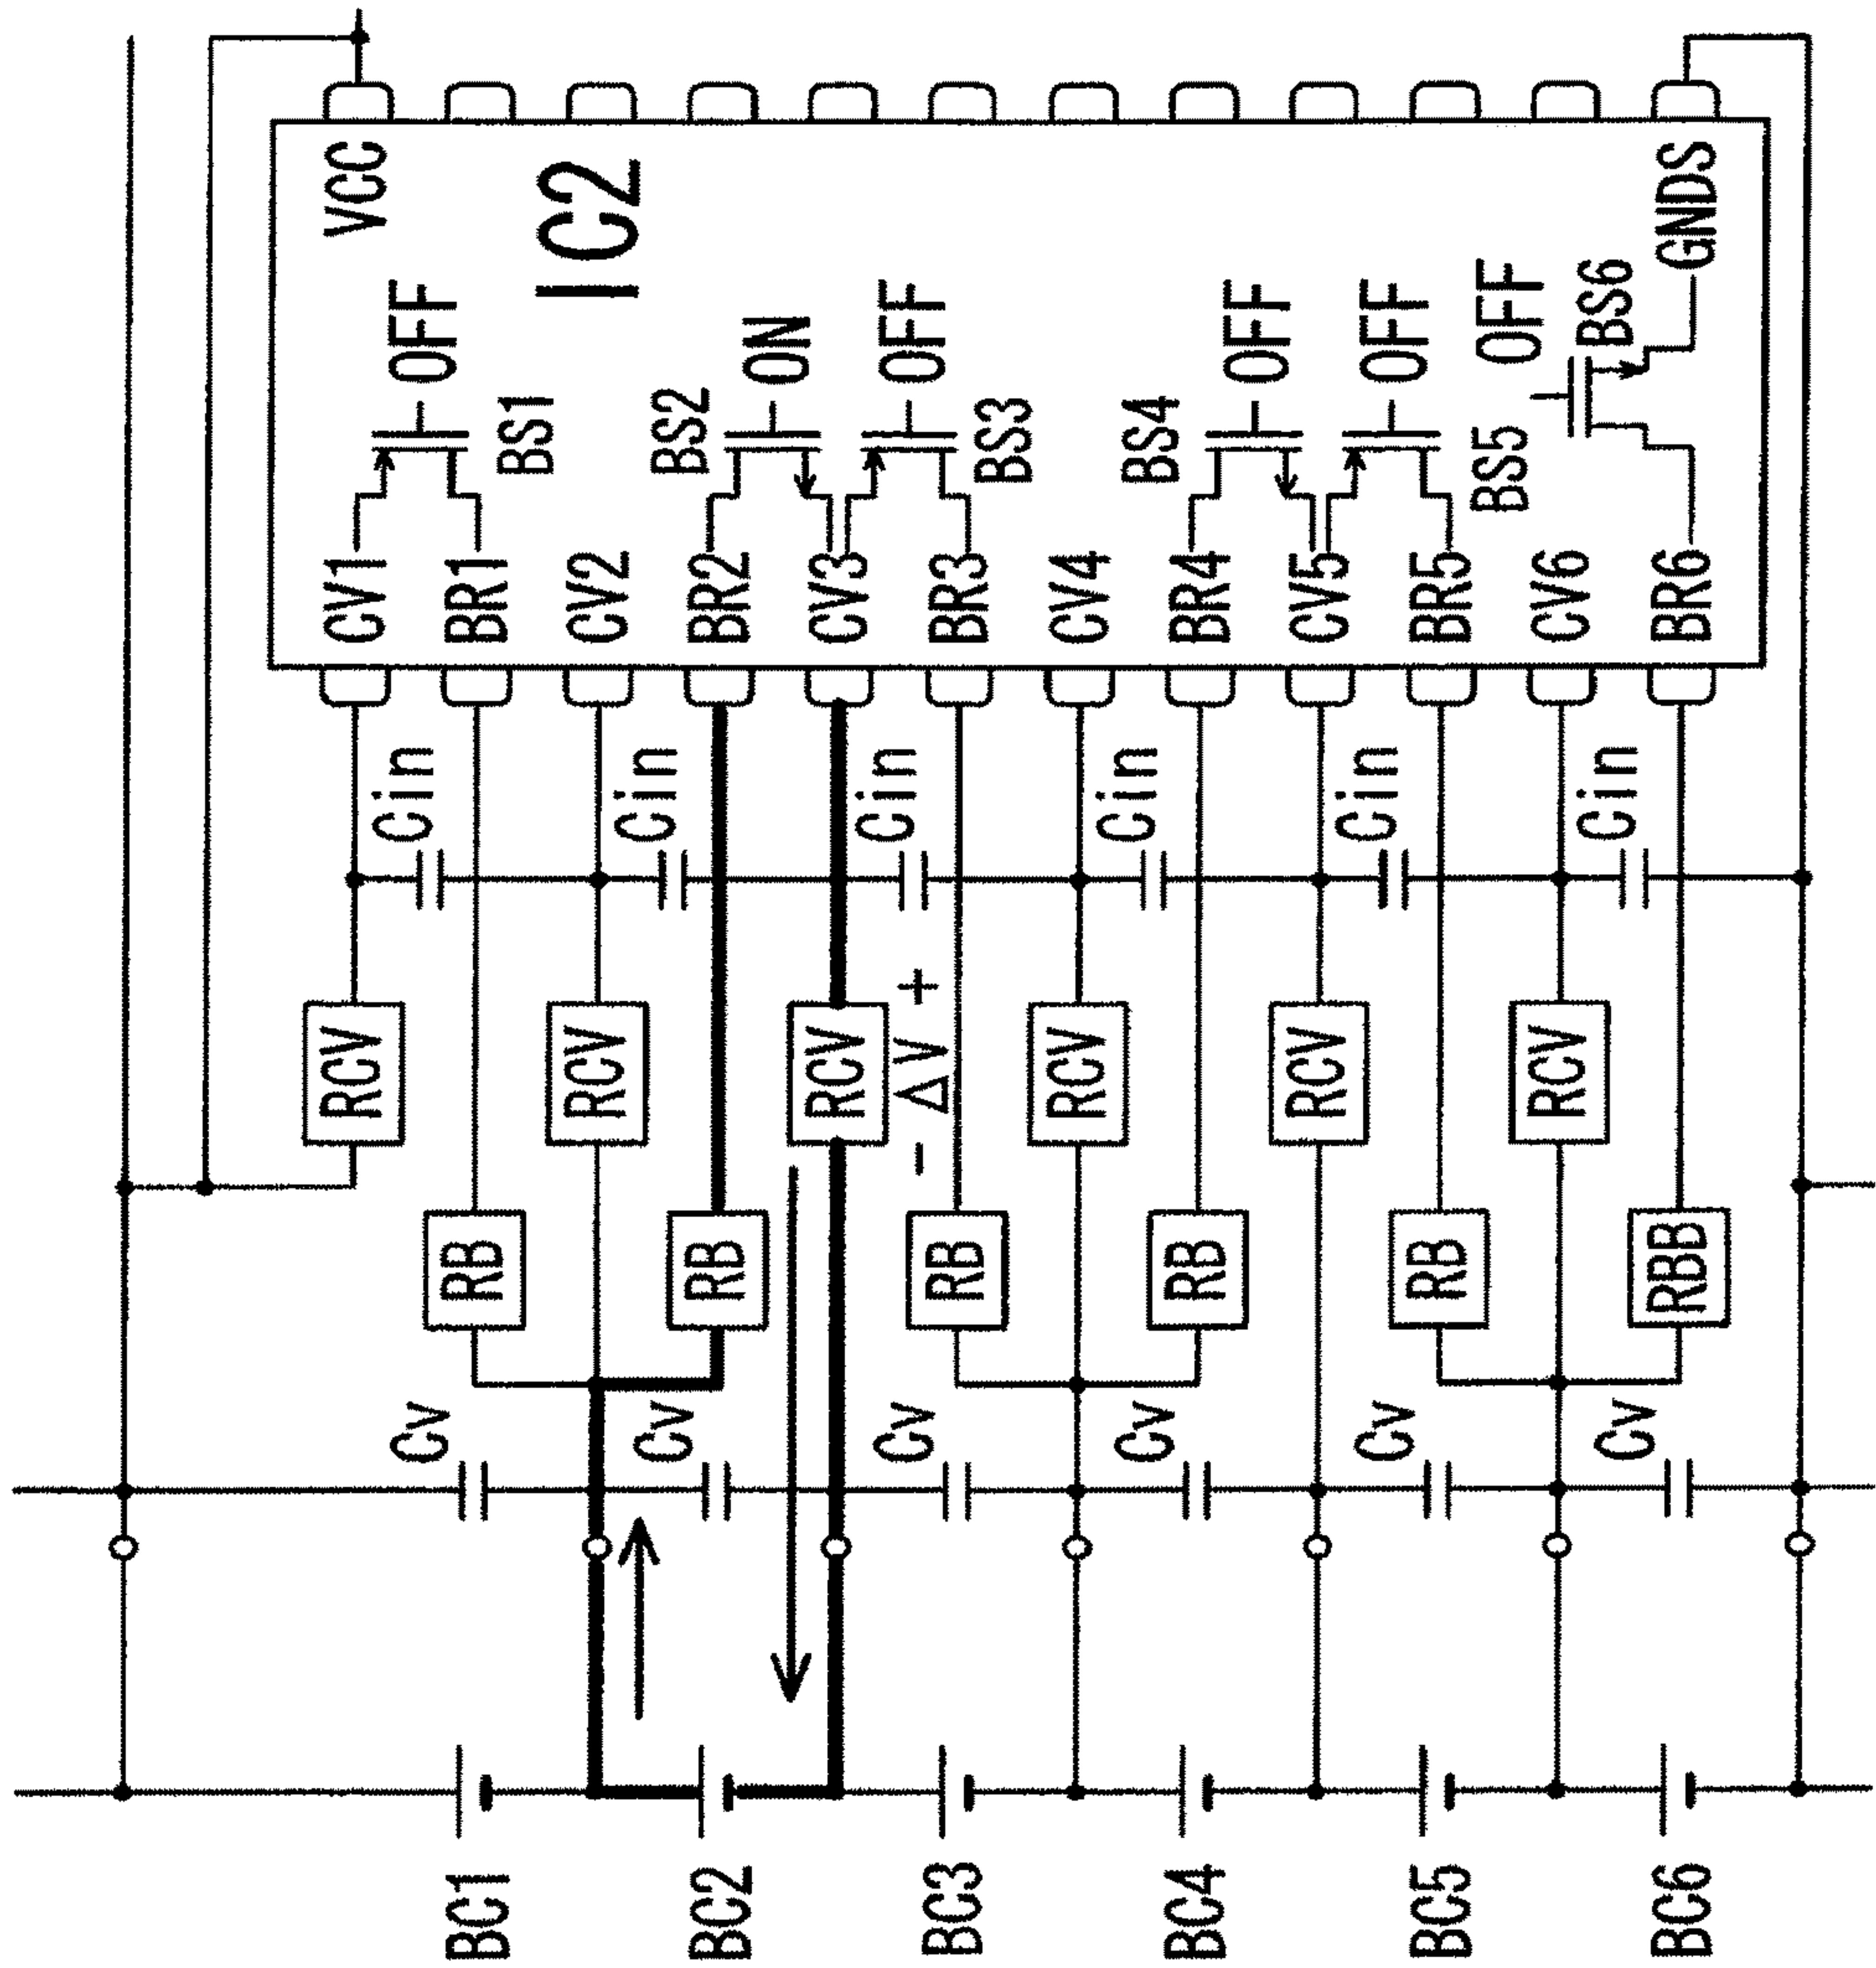 BC1
BC2
BC3
BC4
BC5
BC6
Cv
Cv
Cv
Cv
Cv
Cv
RB
RB
RB
RB
RB
RBB
RCV
RCV
RCV
RCV
RCV
RCV
- ΔV +
Cin
Cin
Cin
Cin
Cin
Cin
CV1
BR1
CV2
BR2
CV3
BR3
CV4
BR4
CV5
BR5
CV6
BR6
BS1
BS2
BS3
BS4
BS5
BS6
OFF
ON
OFF
OFF
OFF
OFF
IC2
VCC
GNDS